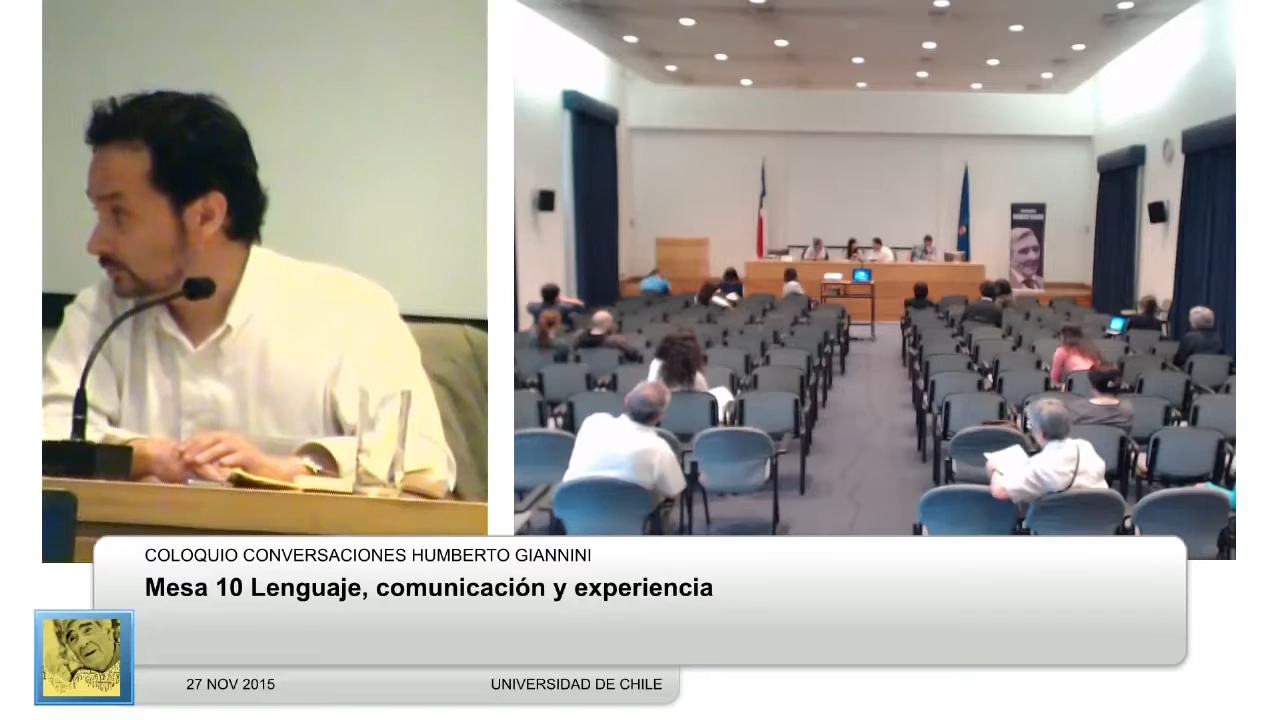 COLOQUIO CONVERSACIONES HUMBERTO GIANNINI
Mesa 10 Lenguaje, comunicación y experiencia
27 NOV 2015
UNIVERSIDAD DE CHILE